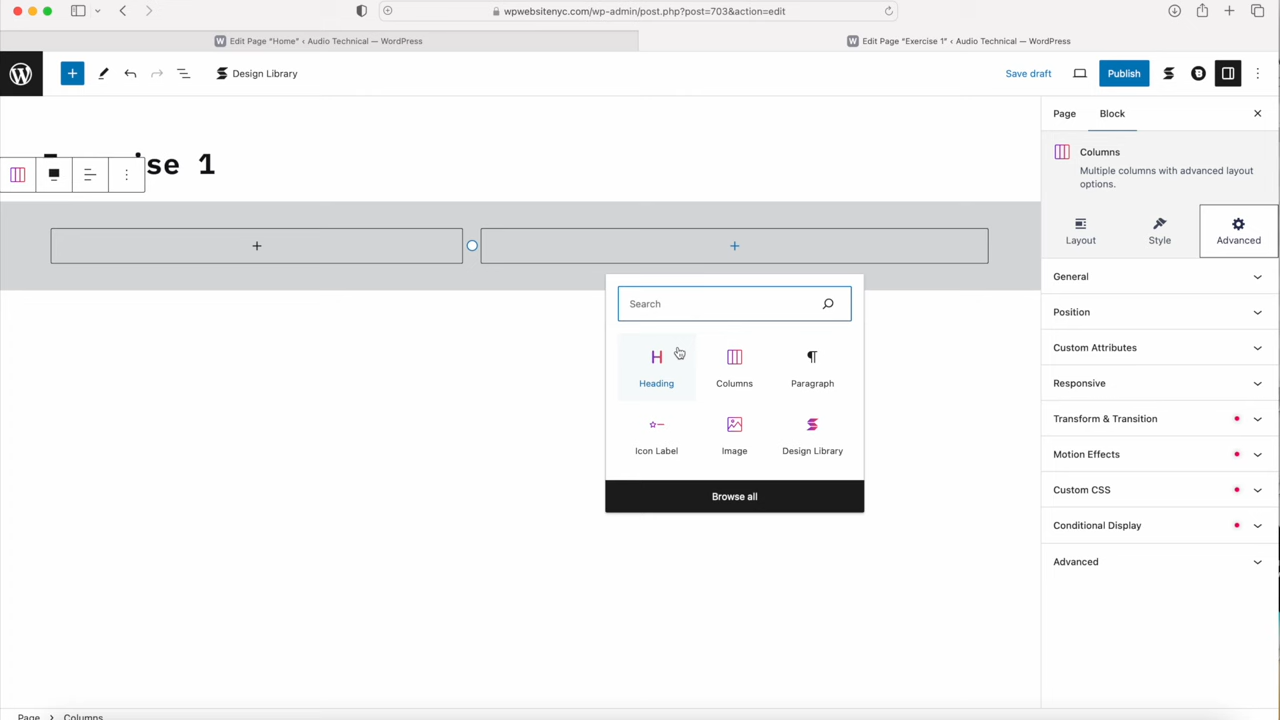 wpwebsitenyc.com/wp-admin/post.php?post=703&action=edit
Edit Page “Home” ‹ Audio Technical — WordPress
Edit Page “Exercise 1” ‹ Audio Technical — WordPress
Design Library
Save draft
Publish
Page
Block
ise 1
Columns
Multiple columns with advanced layout
options.
Layout
Style
Advanced
General
Position
Custom Attributes
Responsive
Transform & Transition
Motion Effects
Custom CSS
Conditional Display
Advanced
Search
Heading
Columns
Paragraph
Icon Label
Image
Design Library
Browse all
Page
Columns